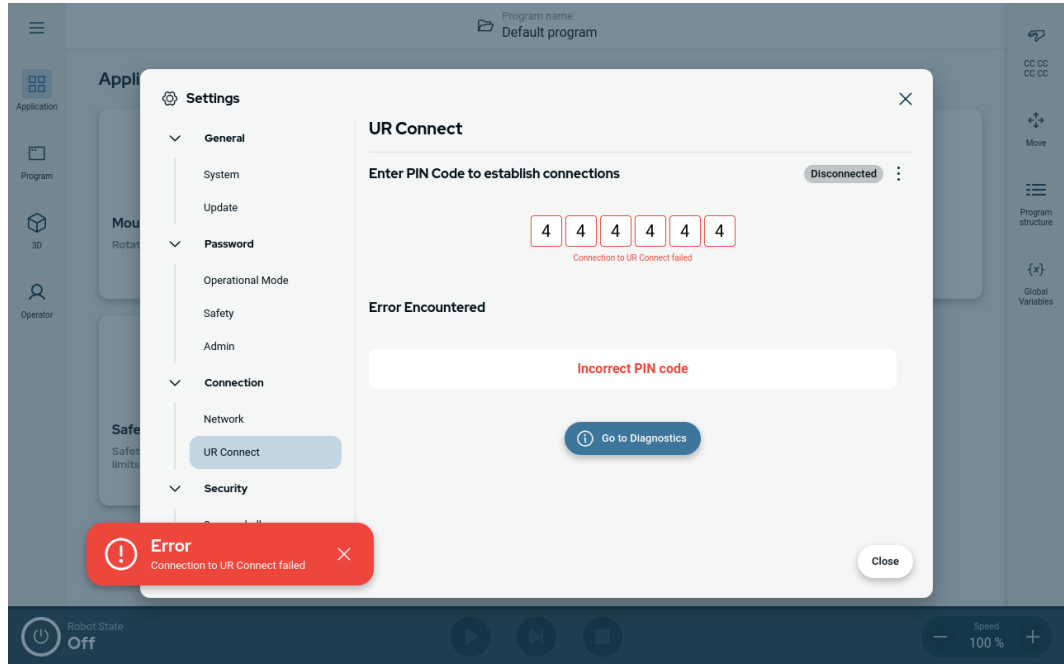 Program name
Default program
Application
Program
3D
Operator
Appli
Mou
Rotat
Safe
Safet
limits
Settings
General
System
Update
Password
Operational Mode
Safety
Admin
Connection
Network
UR Connect
Security
UR Connect
Enter PIN Code to establish connections
Disconnected
4 4 4 4 4 4
Connection to UR Connect failed
Error Encountered
Incorrect PIN code
Go to Diagnostics
Close
Error
Connection to UR Connect failed
CC CC
CC CC
Move
Program
structure
{x}
Global
Variables
Robot State
Off
Speed
100 %